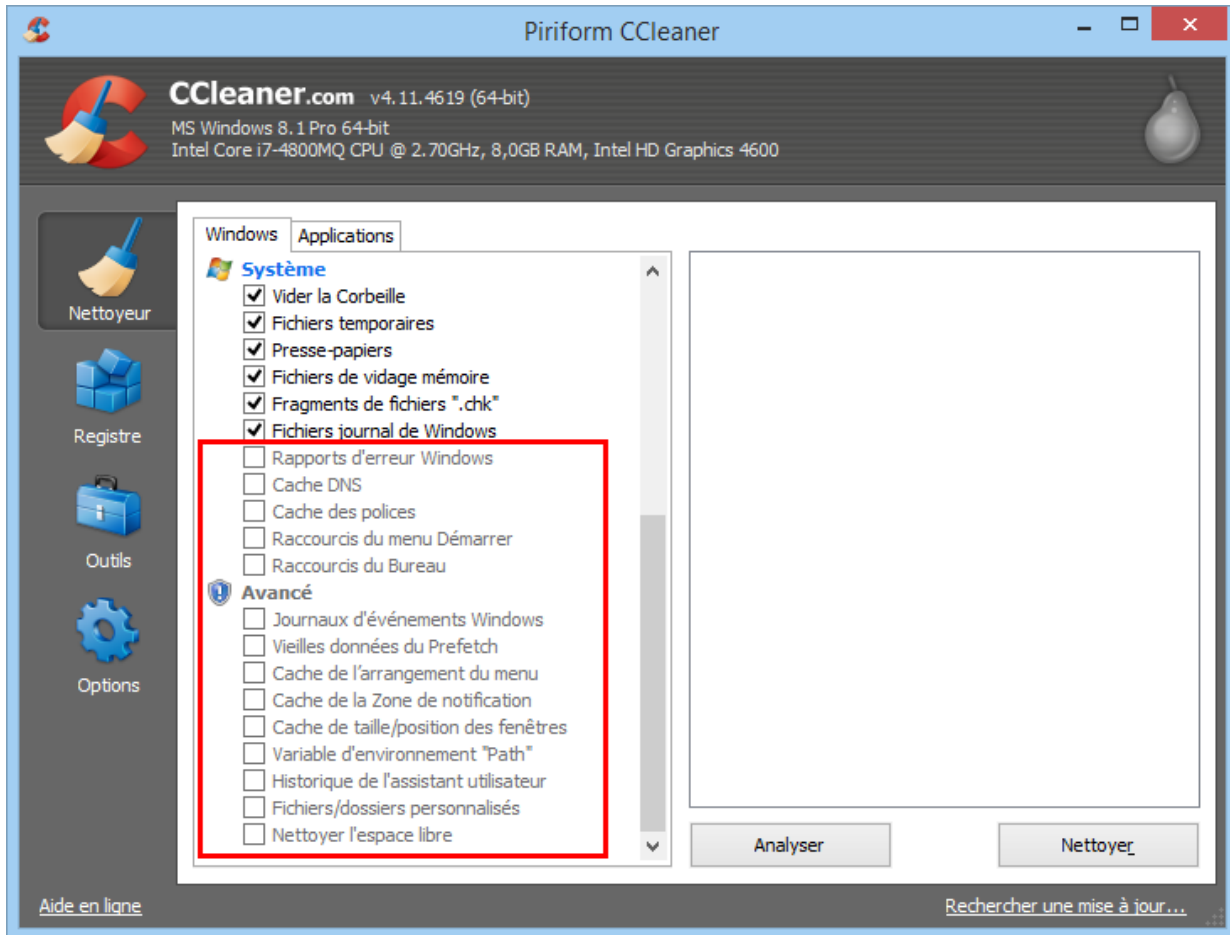 Piriform CCleaner
CCleaner.com v4.11.4619 (64-bit)
MS Windows 8.1 Pro 64-bit
Intel Core i7-4800MQ CPU @ 2.70GHz, 8,0GB RAM, Intel HD Graphics 4600
Nettoyeur
Registre
Outils
Options
Windows Applications
Système
Vider la Corbeille
Fichiers temporaires
Presse-papiers
Fichiers de vidage mémoire
Fragments de fichiers ".chk"
Fichiers journal de Windows
Rapports d'erreur Windows
Cache DNS
Cache des polices
Raccourcis du menu Démarrer
Raccourcis du Bureau
Avancé
Journaux d'événements Windows
Vieilles données du Prefetch
Cache de l’arrangement du menu
Cache de la Zone de notification
Cache de taille/position des fenêtres
Variable d'environnement "Path"
Historique de l'assistant utilisateur
Fichiers/dossiers personnalisés
Nettoyer l'espace libre
Analyser
Nettoyer
Aide en ligne
Rechercher une mise à jour...